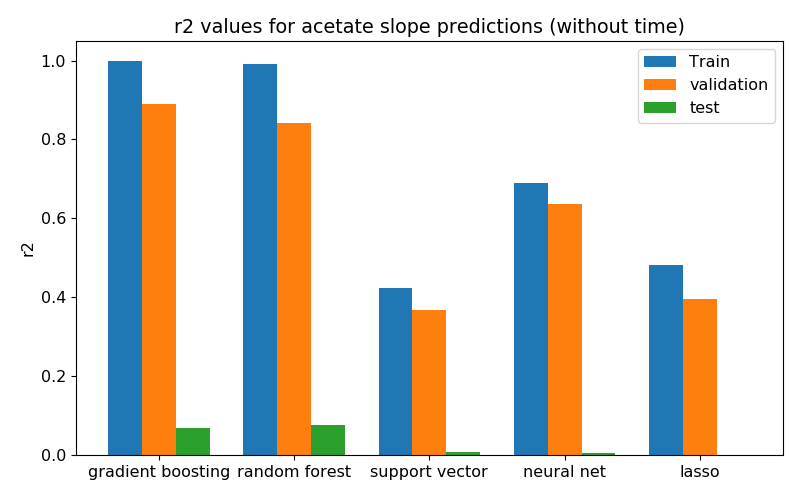 r2 values for acetate slope predictions (without time)
Train
validation
test
r2
1.0
0.8
0.6
0.4
0.2
0.0
gradient boosting random forest support vector neural net lasso